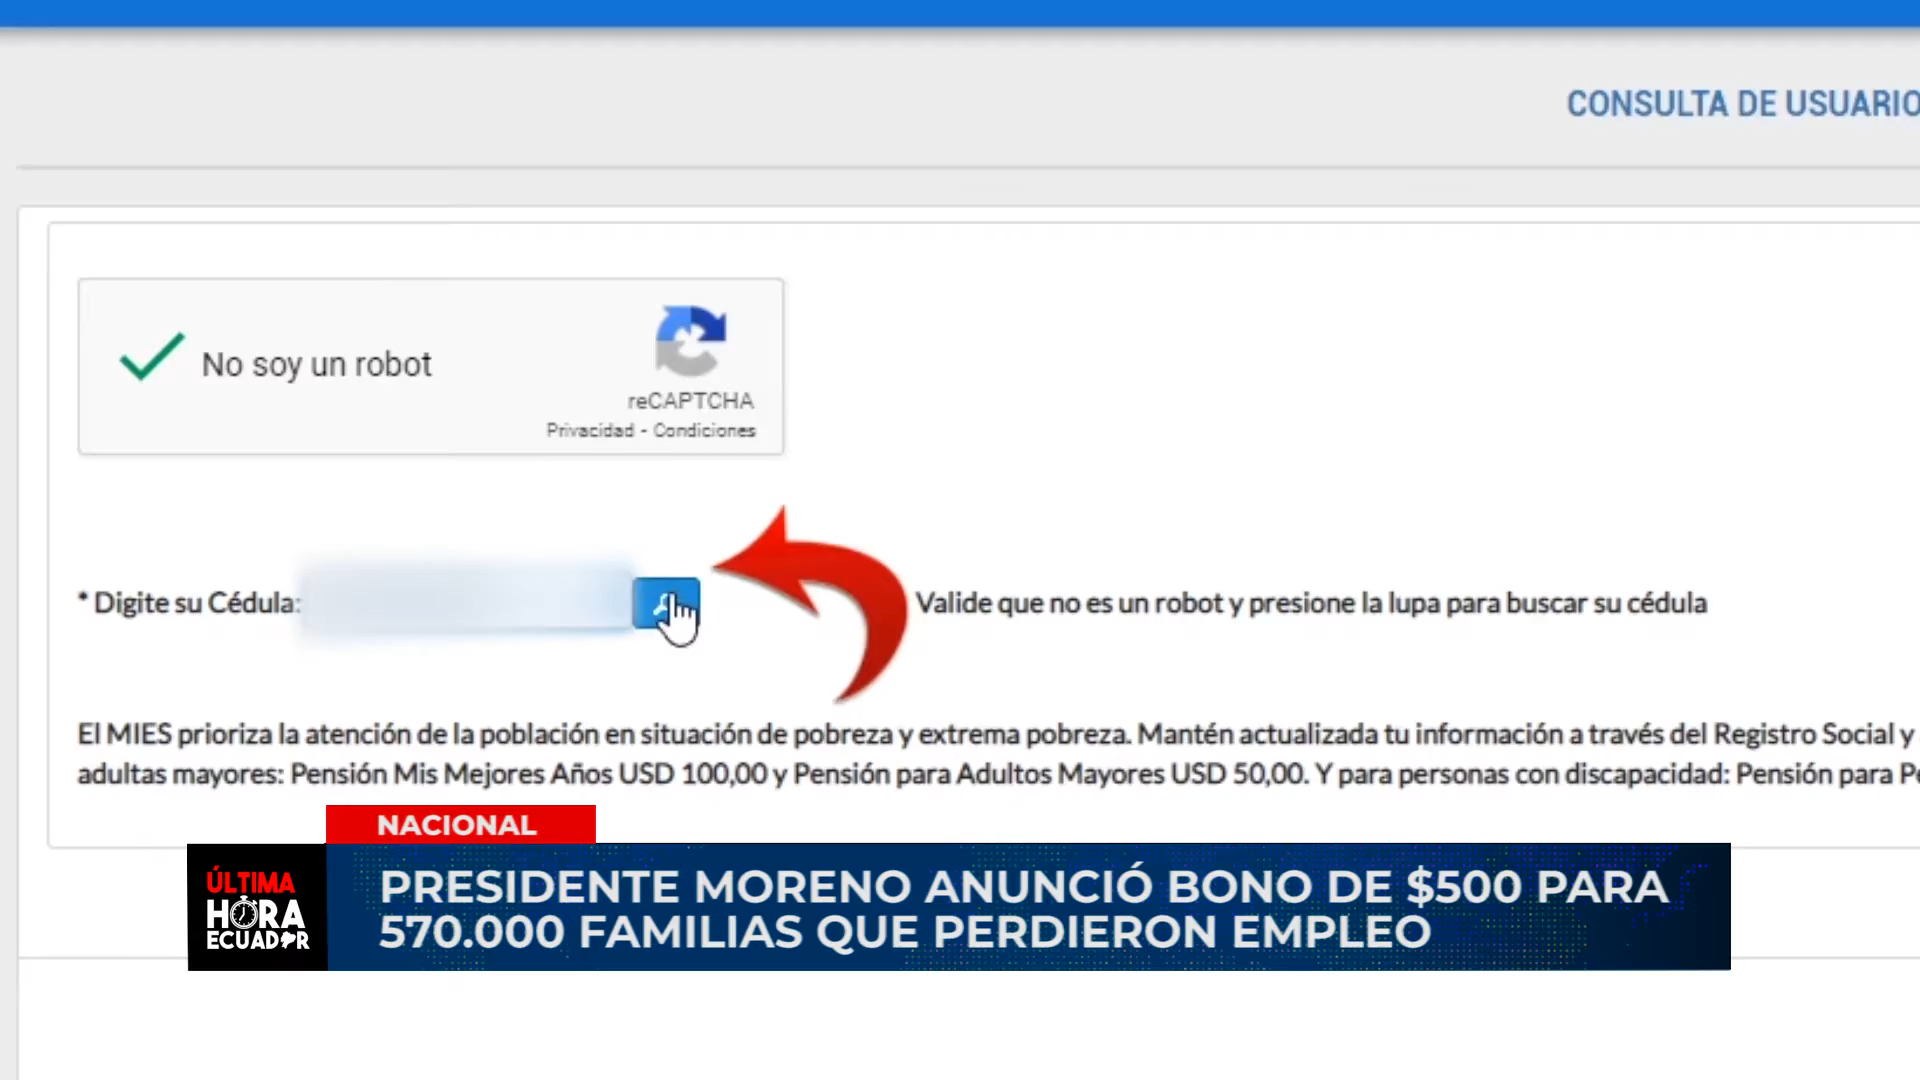 CONSULTA DE USUARIO
No soy un robot
reCAPTCHA
Privacidad - Condiciones
* Digite su Cédula:
Valide que no es un robot y presione la lupa para buscar su cédula
El MIES prioriza la atención de la población en situación de pobreza y extrema pobreza. Mantén actualizada tu información a través del Registro Social y
adultas mayores: Pensión Mis Mejores Años USD 100,00 y Pensión para Adultos Mayores USD 50,00. Y para personas con discapacidad: Pensión para
NACIONAL
ÚLTIMA
HORA
ECUADOR
PRESIDENTE MORENO ANUNCIÓ BONO DE $500 PARA
570.000 FAMILIAS QUE PERDIERON EMPLEO